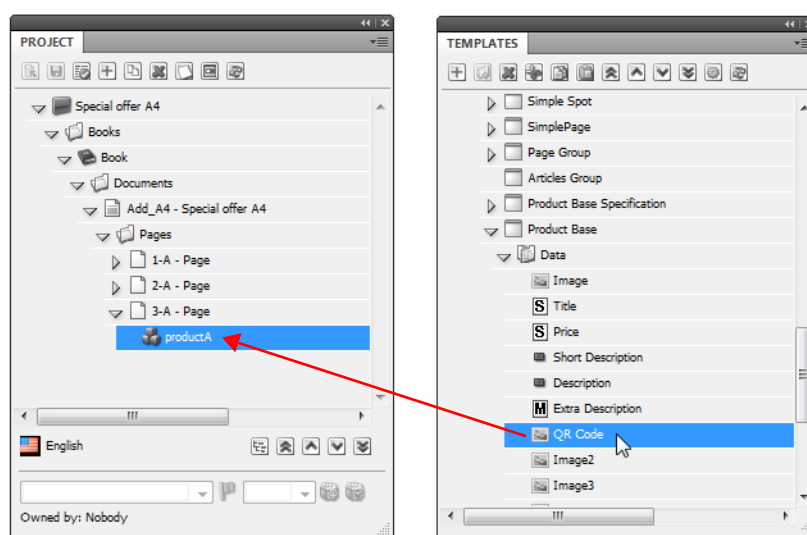 PROJECT
Special offer A4
Books
Book
Documents
Add_A4 - Special offer A4
Pages
1-A - Page
2-A - Page
3-A - Page
productA
English
Owned by: Nobody
TEMPLATES
Simple Spot
SimplePage
Page Group
Articles Group
Product Base Specification
Product Base
Data
Image
S Title
S Price
Short Description
Description
M Extra Description
QR Code
Image2
Image3